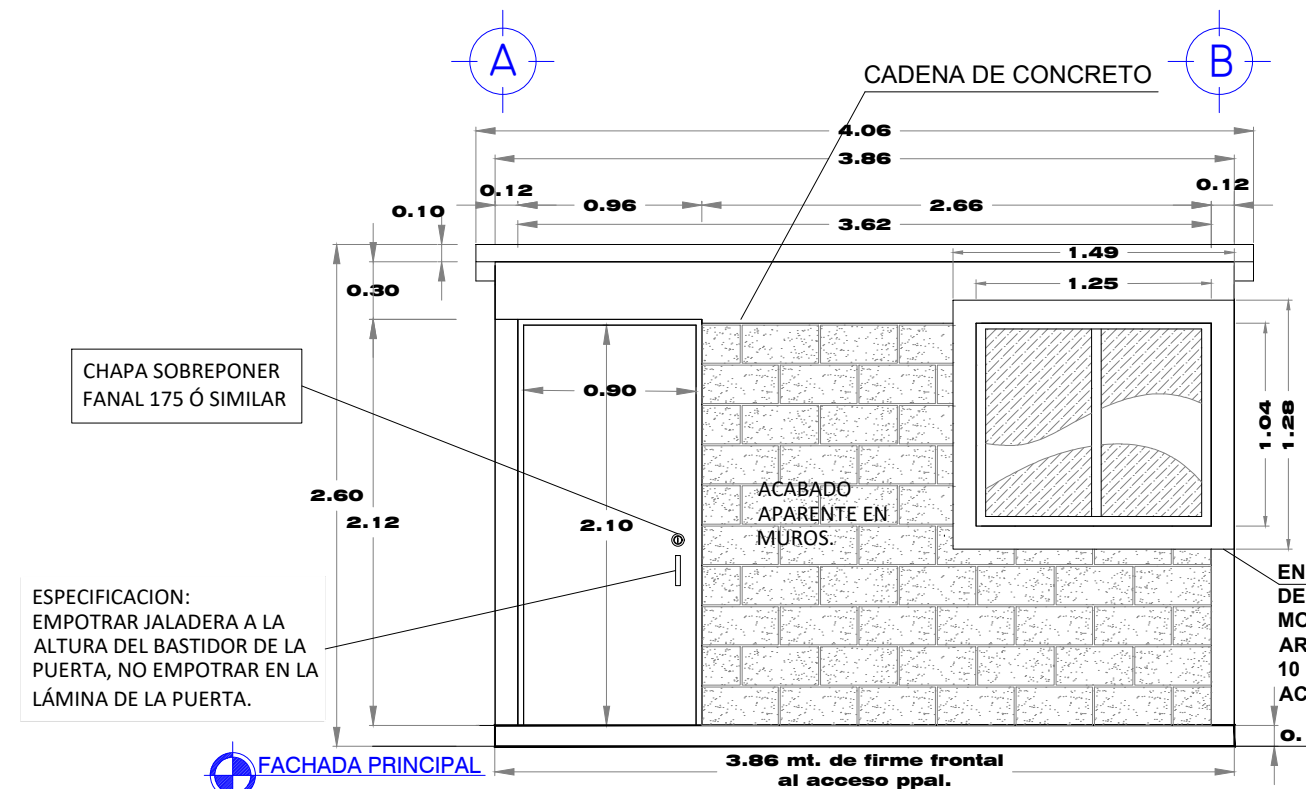 A
B
CADENA DE CONCRETO
4.06
3.86
0.12
0.12
0.10
0.96
2.66
3.62
1.49
0.30
1.25
CHAPA SOBREPONER
FANAL 175 Ó SIMILAR
0.90
1.04
1.28
2.60
2.12
2.10
ACABADO
APARENTE EN
MUROS.
ESPECIFICACION:
EMPOTRAR JALADERA A LA
ALTURA DEL BASTIDOR DE LA
PUERTA, NO EMPOTRAR EN LA
LÁMINA DE LA PUERTA.
EN
DE
MO
AR
10
AC
0.
FACHADA PRINCIPAL
3.86 mt. de firme frontal
al acceso ppal.